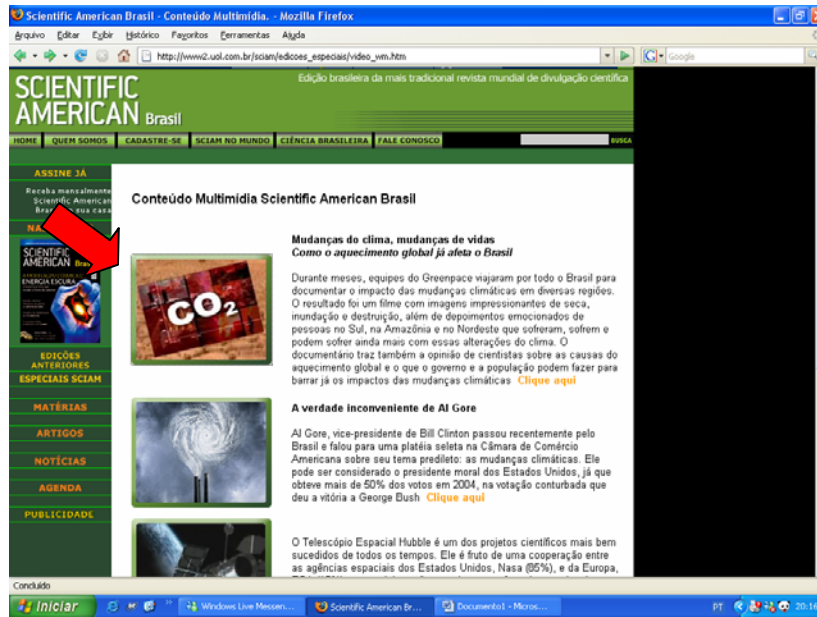 Scientific American Brasil - Conteúdo Multimídia. - Mozilla Firefox
Arquivo Editar Exibir Histórico Favoritos Ferramentas Ajuda
http://www2.uol.com.br/sciam/edicoes_especiais/video_wm.htm
Google
SCIENTIFIC
AMERICAN Brasil
Edição brasileira da mais tradicional revista mundial de divulgação científica
HOME QUEM SOMOS CADASTRE-SE SCIAM NO MUNDO CIÊNCIA BRASILEIRA FALE CONOSCO BUSCA
ASSINE JÁ
Receba mensalmente
Scientific American
sua casa
NA
SCIENTIFIC
AMERICAN Brasil
ENERGIA ESCURA
EDIÇÕES
ANTERIORES
ESPECIAIS SCIAM
MATÉRIAS
ARTIGOS
NOTÍCIAS
AGENDA
PUBLICIDADE
Conteúdo Multimídia Scientific American Brasil
CO2
Mudanças do clima, mudanças de vidas
Como o aquecimento global já afeta o Brasil
Durante meses, equipes do Greenpace viajaram por todo o Brasil para
documentar o impacto das mudanças climáticas em diversas regiões.
O resultado foi um filme com imagens impressionantes de seca,
inundação e destruição, além de depoimentos emocionados de
pessoas no Sul, na Amazônia e no Nordeste que sofreram, sofrem e
podem sofrer ainda mais com essas alterações do clima. O
documentário traz também a opinião de cientistas sobre as causas do
aquecimento global e o que o governo e a população podem fazer para
barrar já os impactos das mudanças climáticas Clique aqui
A verdade inconveniente de Al Gore
Al Gore, vice-presidente de Bill Clinton passou recentemente pelo
Brasil e falou para uma platéia seleta na Câmara de Comércio
Americana sobre seu tema predileto: as mudanças climáticas. Ele
pode ser considerado o presidente moral dos Estados Unidos, já que
obteve mais de 50% dos votos em 2004, na votação conturbada que
deu a vitória a George Bush Clique aqui
O Telescópio Espacial Hubble é um dos projetos científicos mais bem
sucedidos de todos os tempos. Ele é fruto de uma cooperação entre
as agências espaciais dos Estados Unidos, Nasa (85%), e da Europa,
Concluído
Iniciar
Windows Live Messen...
Scientific American Br...
Documento1 - Micros...
PT
20:16